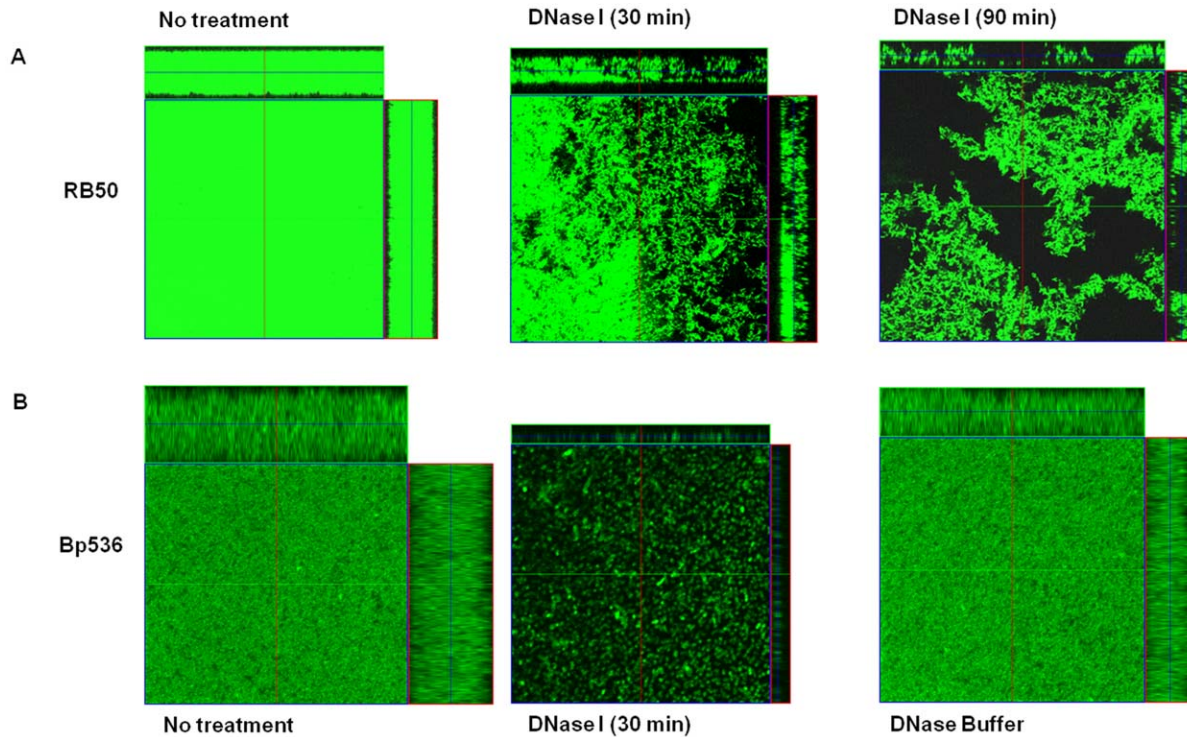 No treatment
DNase I (30 min)
DNase I (90 min)
A
RB50
B
Bp536
No treatment
DNase I (30 min)
DNase Buffer